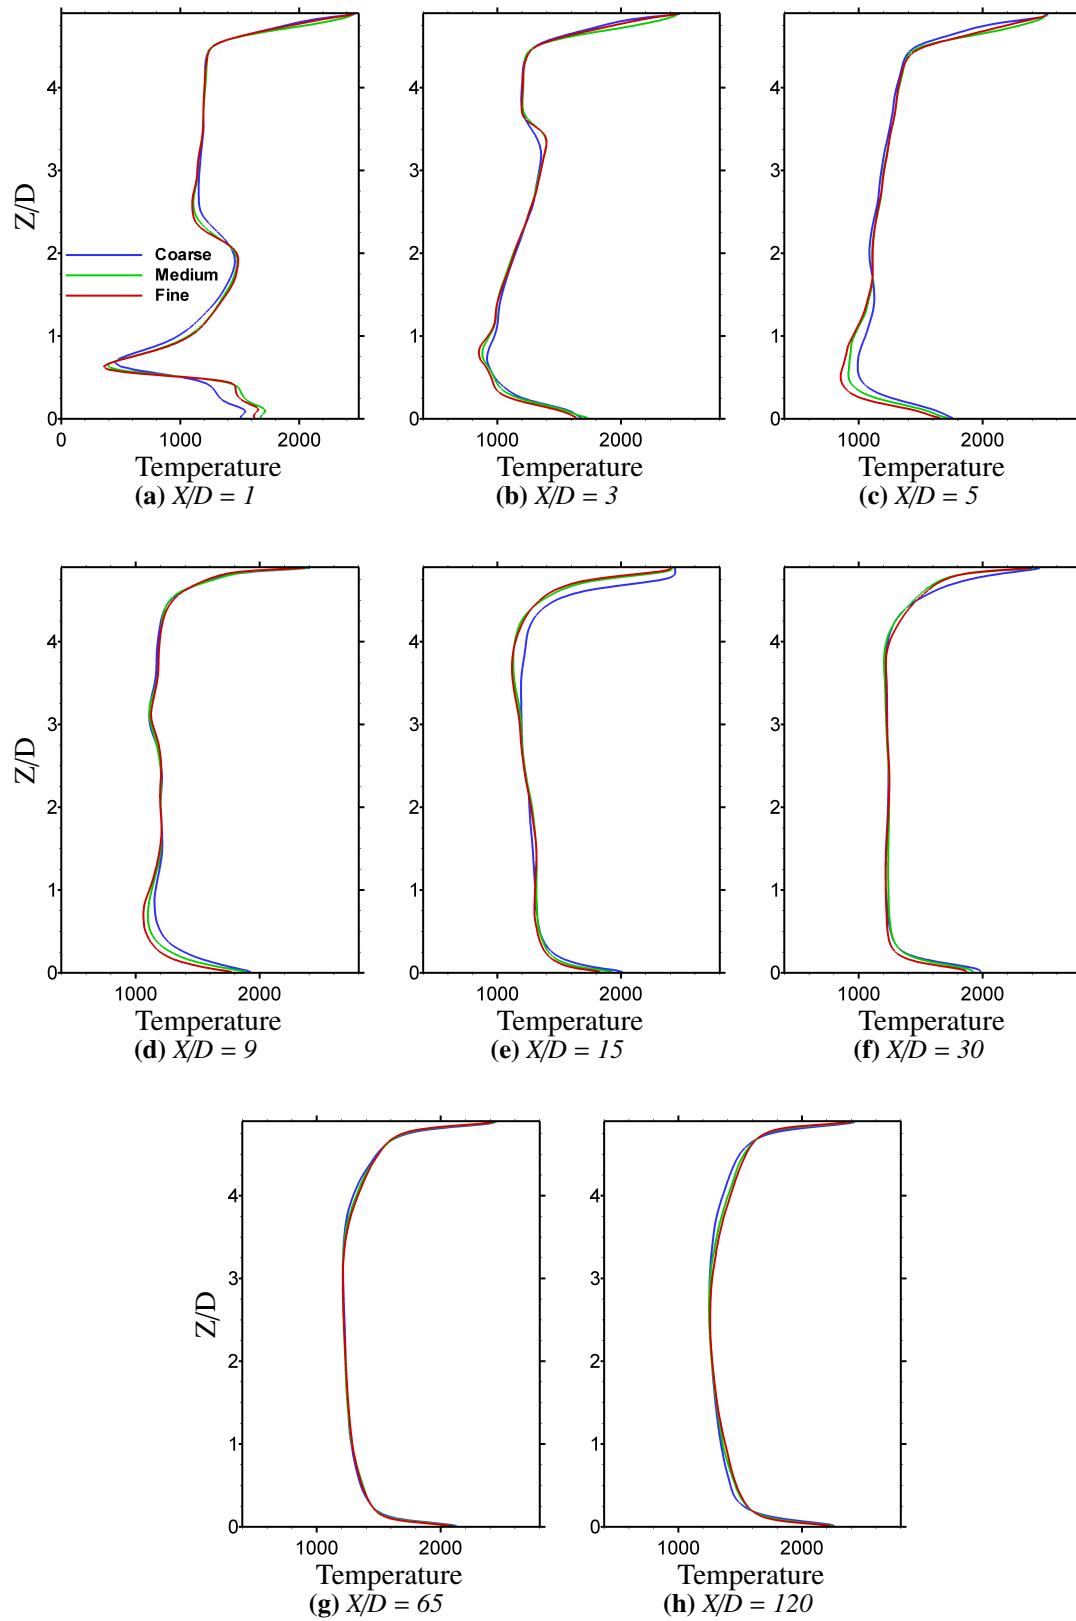 4
3
2
1
0
Z/D
Coarse
Medium
Fine
0 1000 2000
Temperature
(a) X/D = 1
4
3
2
1
0
1000 2000
Temperature
(b) X/D = 3
4
3
2
1
0
1000 2000
Temperature
(c) X/D = 5
4
3
2
1
0
Z/D
1000 2000
Temperature
(d) X/D = 9
4
3
2
1
0
1000 2000
Temperature
(e) X/D = 15
4
3
2
1
0
1000 2000
Temperature
(f) X/D = 30
4
3
2
1
0
Z/D
1000 2000
Temperature
(g) X/D = 65
4
3
2
1
0
1000 2000
Temperature
(h) X/D = 120